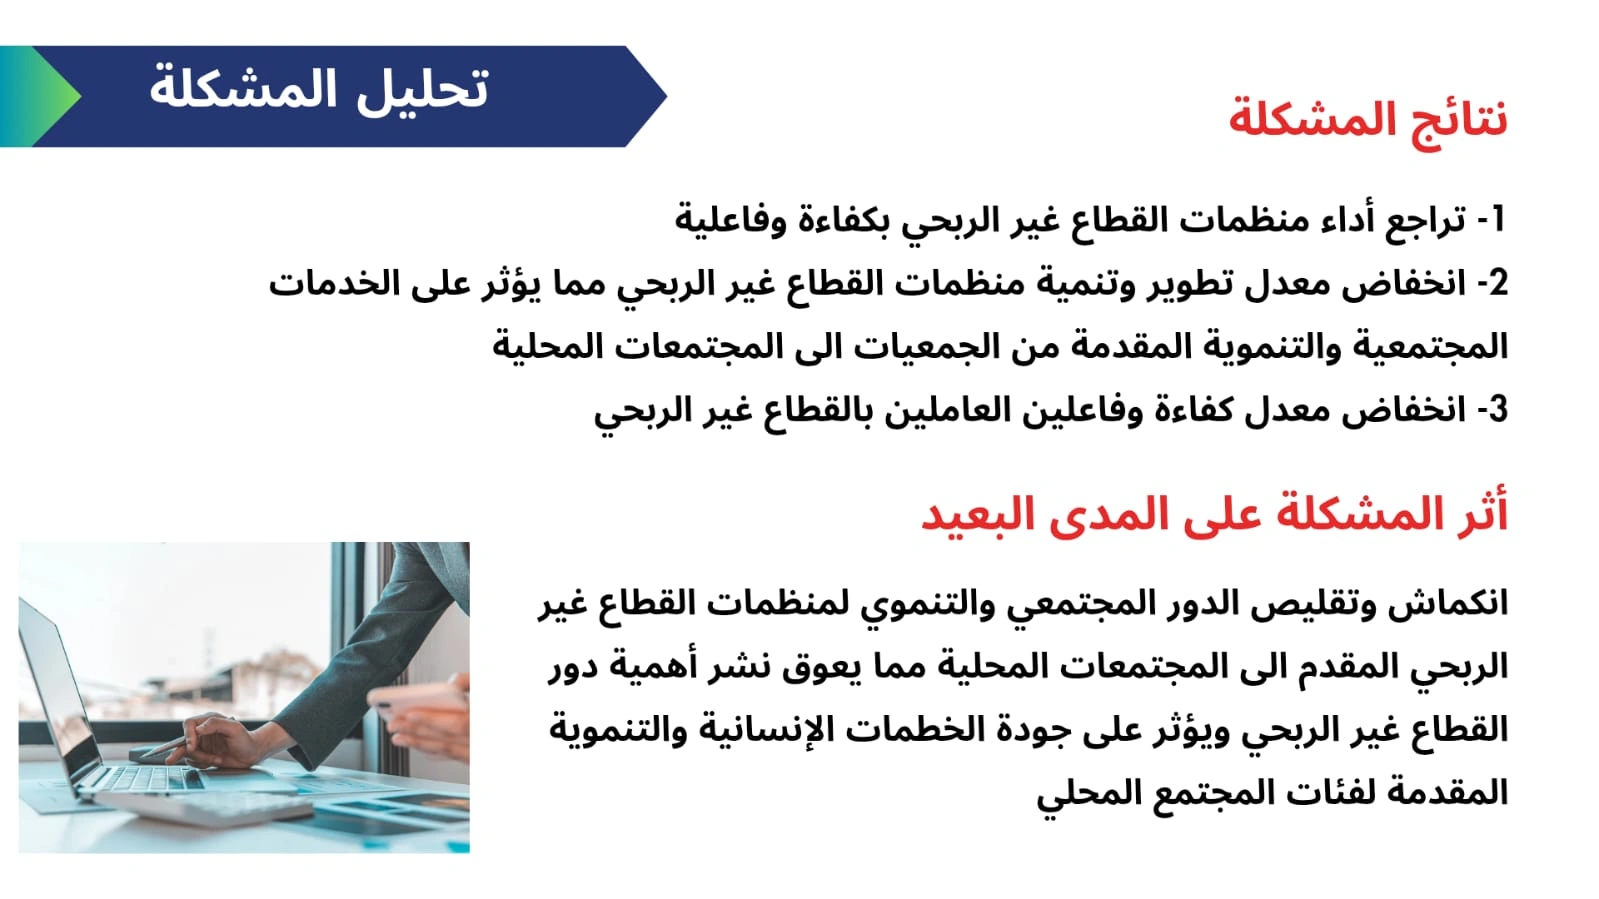 تحليل المشكلة
نتائج المشكلة
1- تراجع أداء منظمات القطاع غير الربحي بكفاءة وفاعلية
2- انخفاض معدل تطوير وتنمية منظمات القطاع غير الربحي مما يؤثر على الخدمات
المجتمعية والتنموية المقدمة من الجمعيات الى المجتمعات المحلية
3- انخفاض معدل كفاءة وفاعلين العاملين بالقطاع غير الربحي
أثر المشكلة على المدى البعيد
انكماش وتقليص الدور المجتمعي والتنموي لمنظمات القطاع غير
الربحي المقدم الى المجتمعات المحلية مما يعوق نشر أهمية دور
القطاع غير الربحي ويؤثر على جودة الخطمات الإنسانية والتنموية
المقدمة لفئات المجتمع المحلي